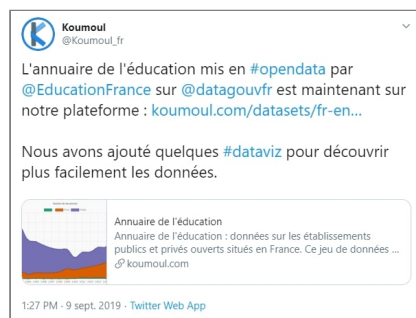 Koumoul
@Koumoul_fr
L'annuaire de l'éducation mis en #opendata par
@EducationFrance sur @datagouvfr est maintenant sur
notre plateforme : koumoul.com/datasets/fr-en...
Nous avons ajouté quelques #dataviz pour découvrir
plus facilement les données.
Annuaire de l'éducation
Annuaire de l'éducation : données sur les établissements
publics et privés ouverts situés en France. Ce jeu de données ...
koumoul.com
1:27 PM · 9 sept. 2019 · Twitter Web App